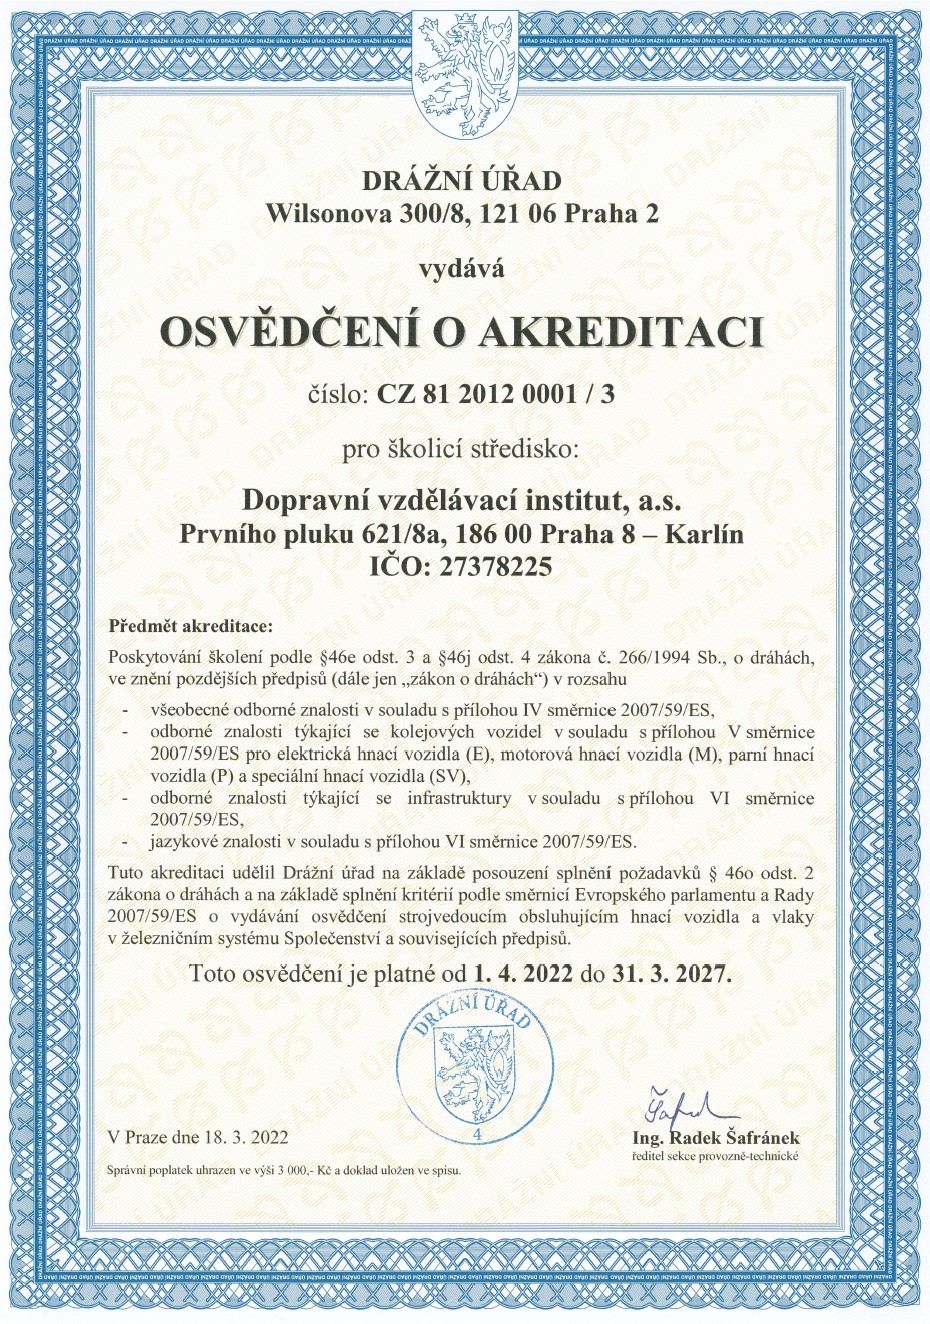 DRÁŽNÍ ÚŘAD
Wilsonova 300/8, 121 06 Praha 2
vydává
OSVĚDČENÍ O AKREDITACI
číslo: CZ 81 2012 0001 / 3
pro školicí středisko:
Dopravní vzdělávací institut, a.s.
Prvního pluku 621/8a, 186 00 Praha 8 – Karlín
IČO: 27378225
Předmět akreditace:
Poskytování školení podle §46e odst. 3 a §46j odst. 4 zákona č. 266/1994 Sb., o dráhách,
ve znění pozdějších předpisů (dále jen „zákon o dráhách“) v rozsahu
- všeobecné odborné znalosti v souladu s přílohou IV směrnice 2007/59/ES,
- odborné znalosti týkající se kolejových vozidel v souladu s přílohou V směrnice
2007/59/ES pro elektrická hnací vozidla (E), motorová hnací vozidla (M), parní hnací
vozidla (P) a speciální hnací vozidla (SV),
- odborné znalosti týkající se infrastruktury v souladu s přílohou VI směrnice
2007/59/ES,
- jazykové znalosti v souladu s přílohou VI směrnice 2007/59/ES.
Tuto akreditaci udělil Drážní úřad na základě posouzení splnění požadavků § 46o odst. 2
zákona o dráhách a na základě splnění kritérií podle směrnicí Evropského parlamentu a Rady
2007/59/ES o vydávání osvědčení strojvedoucím obsluhujícím hnací vozidla a vlaky
v železničním systému Společenství a souvisejících předpisů.
Toto osvědčení je platné od 1. 4. 2022 do 31. 3. 2027.
DRÁŽNÍ ÚŘAD
4
V Praze dne 18. 3. 2022
Ing. Radek Šafránek
ředitel sekce provozně-technické
Správní poplatek uhrazen ve výši 3 000,- Kč a doklad uložen ve spisu.